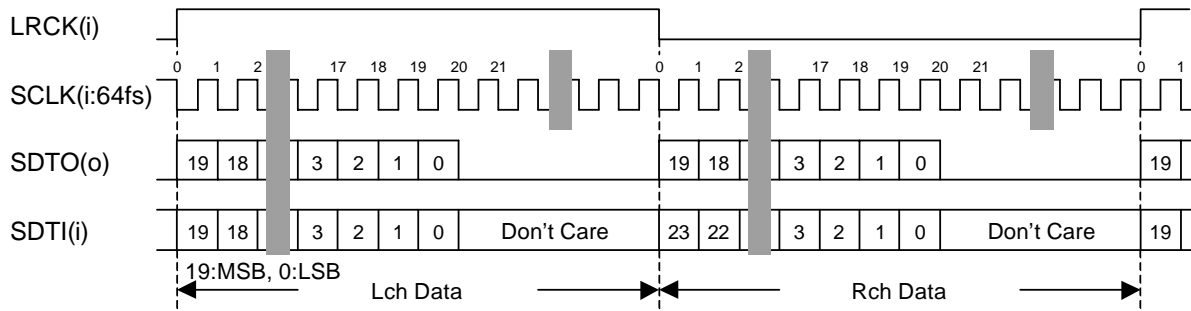 LRCK(i)
0 1 2 17 18 19 20 21 0 1 2 17 18 19 20 21 0 1
SCLK(i:64fs)
SDTO(o) 19 18 3 2 1 0 19 18 3 2 1 0 19
SDTI(i) 19 18 3 2 1 0 Don't Care 23 22 3 2 1 0 Don't Care 19
19:MSB, 0:LSB
Lch Data Rch Data